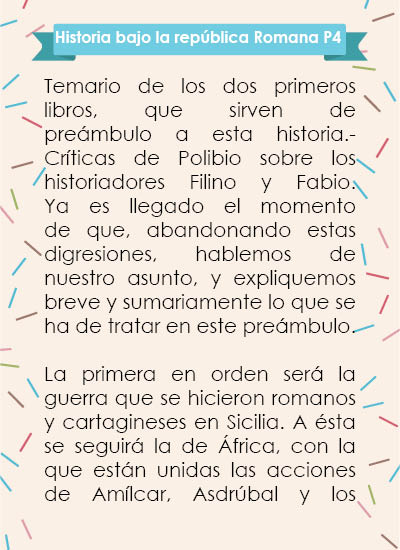 Historia bajo la república Romana P4
Temario de los dos primeros
libros, que sirven de
preámbulo a esta historia.-
Críticas de Polibio sobre los
historiadores Filino y Fabio.
Ya es llegado el momento
de que, abandonando estas
digresiones, hablemos de
nuestro asunto, y expliquemos
breve y sumariamente lo que se
ha de tratar en este preámbulo.
La primera en orden será la
guerra que se hicieron romanos
y cartagineses en Sicilia. A ésta
se seguirá la de África, con la
que están unidas las acciones
de Amílcar, Asdrúbal y los